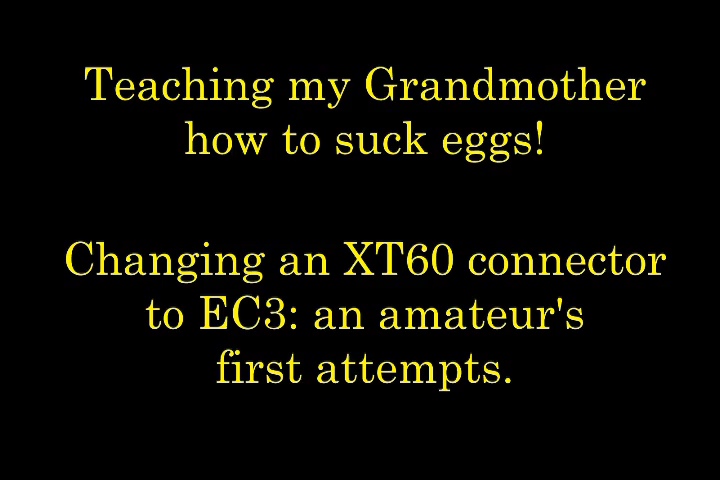 Teaching my Grandmother
how to suck eggs!
Changing an XT60 connector
to EC3: an amateur's
first attempts.